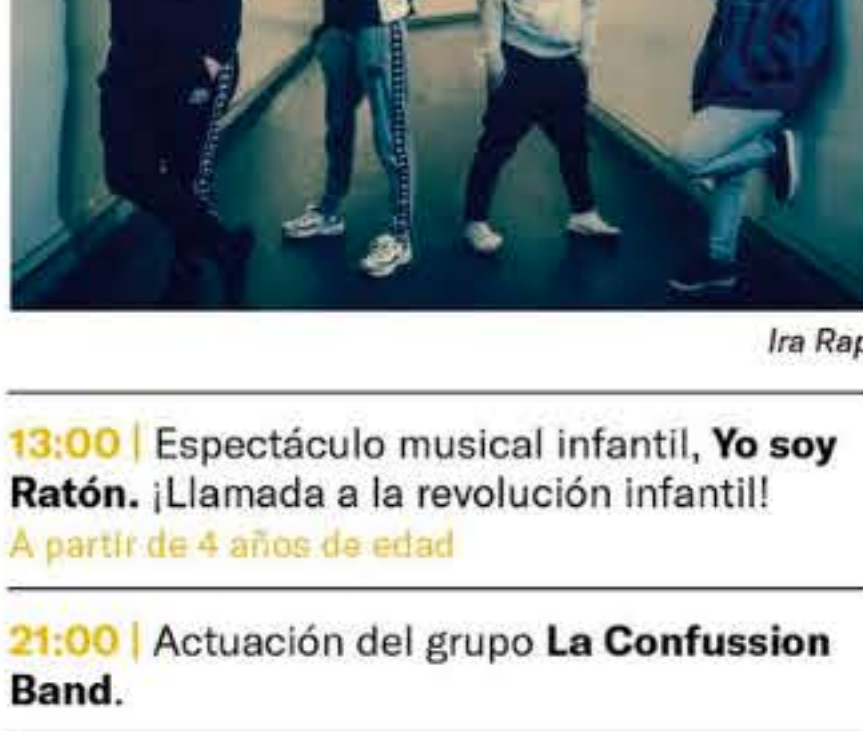 Ira Rap
13:00 | Espectáculo musical infantil, Yo soy
Ratón. ¡Llamada a la revolución infantil!
A partir de 4 años de edad
21:00 | Actuación del grupo La Confussion
Band.